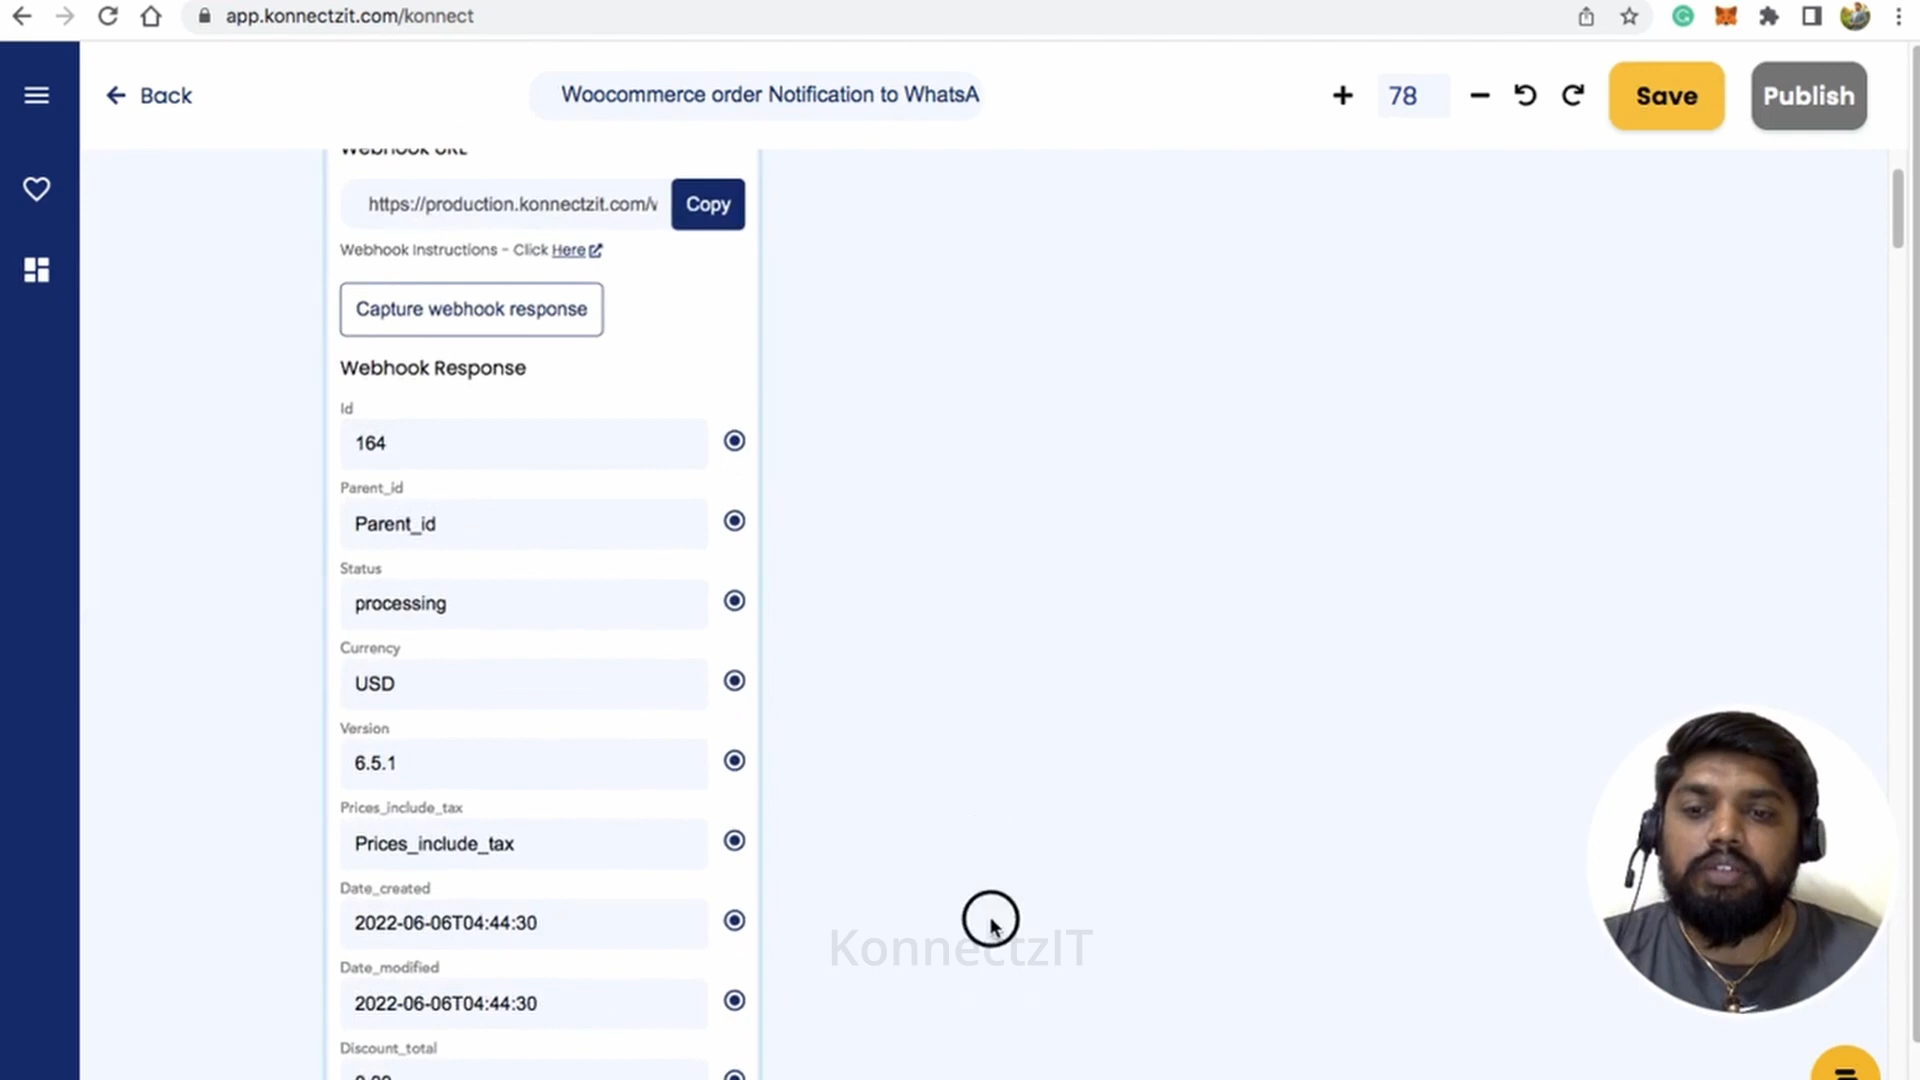 app.konnectzit.com/konnect
Back
Woocommerce order Notification to WhatsA
78
Save
Publish
Webhook URL
https://production.konnectzit.com/v
Copy
Webhook Instructions - Click Here
Capture webhook response
Webhook Response
Id
164
Parent_id
Parent_id
Status
processing
Currency
USD
Version
6.5.1
Prices_include_tax
Prices_include_tax
Date_created
2022-06-06T04:44:30
KonnectzIT
Date_modified
2022-06-06T04:44:30
Discount_total